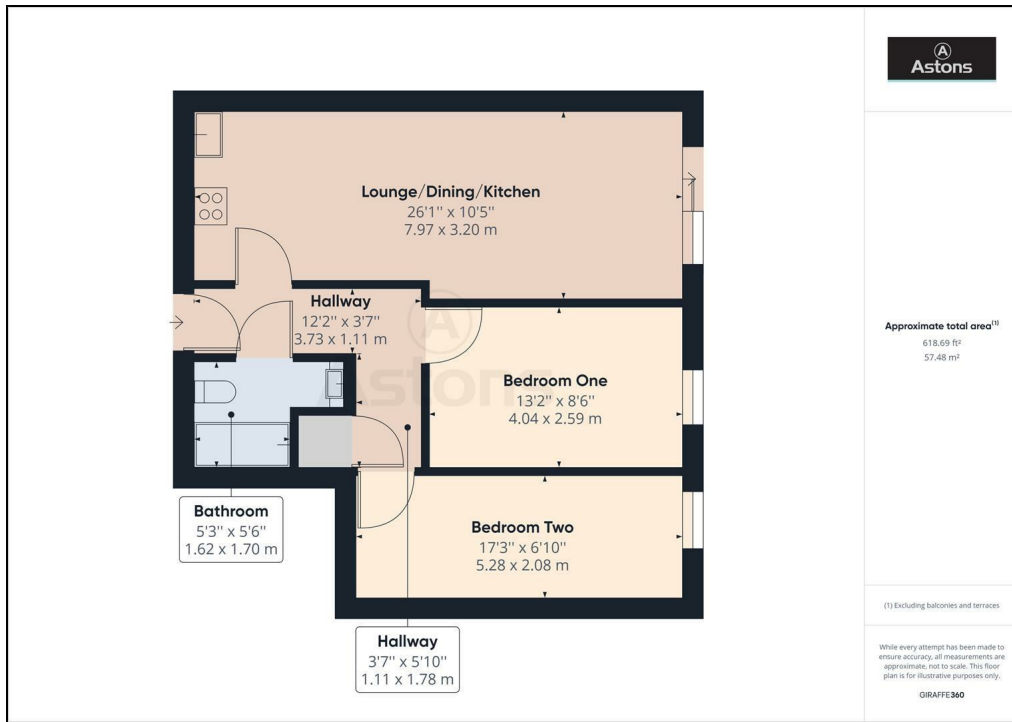 Lounge/Dining/Kitchen
26'1'' x 10'5''
7.97 x 3.20 m
Hallway
12'2'' x 3'7''
3.73 x 1.11 m
A
Astons
Bedroom One
13'2'' x 8'6''
4.04 x 2.59 m
Bathroom
5'3'' x 5'6''
1.62 x 1.70 m
Bedroom Two
17'3'' x 6'10''
5.28 x 2.08 m
Hallway
3'7'' x 5'10''
1.11 x 1.78 m
A
Astons
Approximate total area(1)
618.69 ft²
57.48 m²
(1) Excluding balconies and terraces
While every attempt has been made to
ensure accuracy, all measurements are
approximate, not to scale. This floor
plan is for illustrative purposes only.
GIRAFFE360